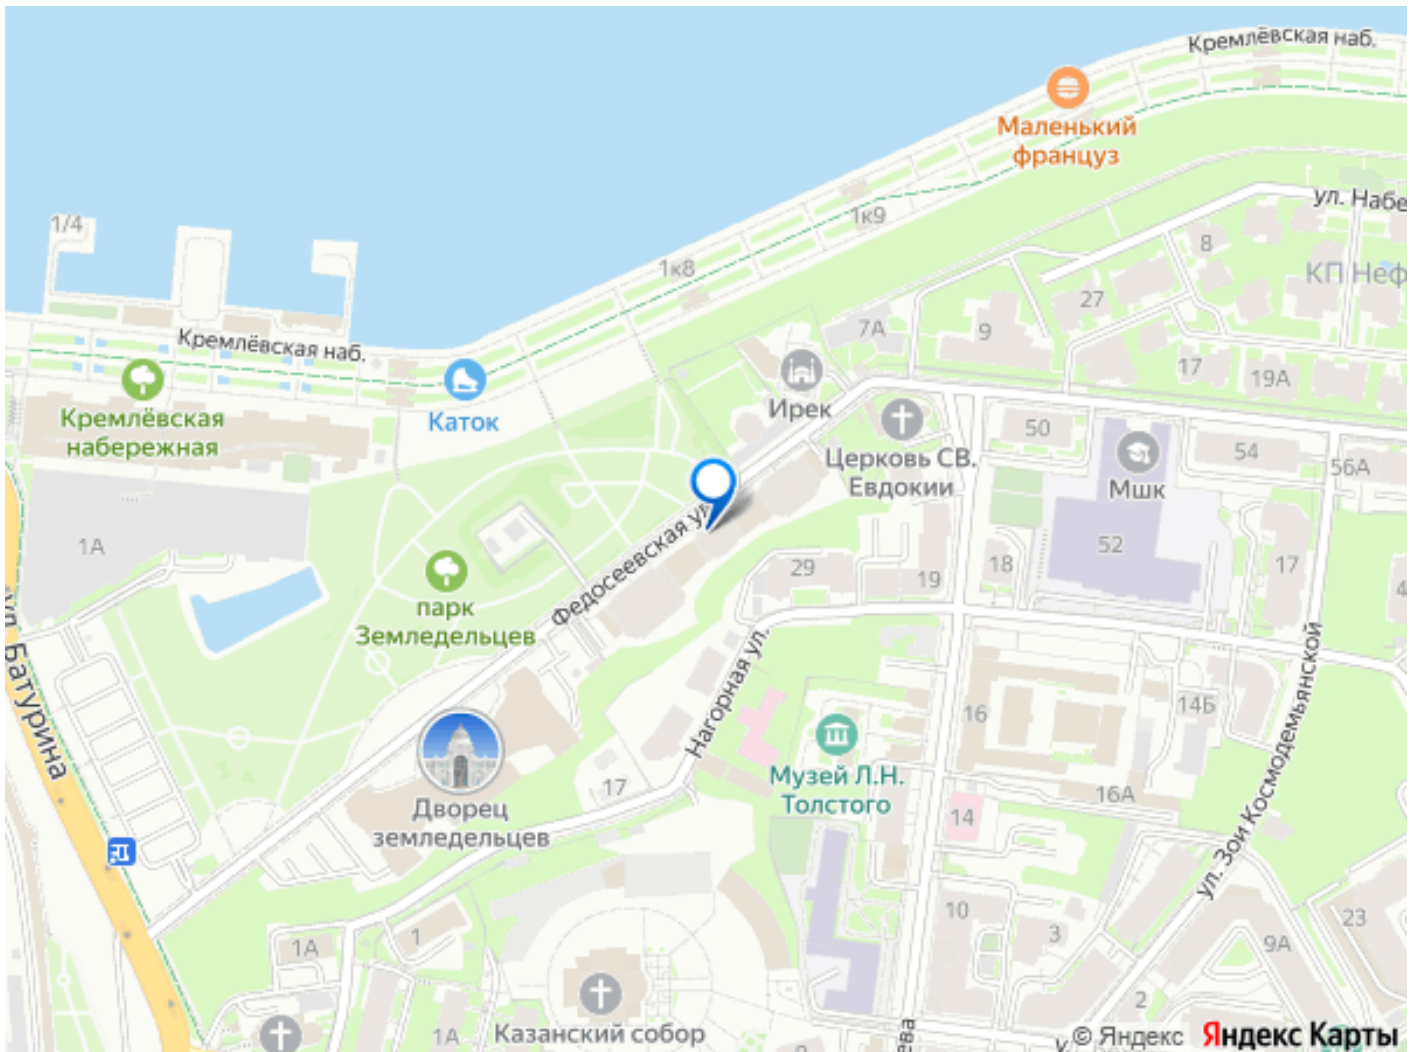 Кремлёвская наб.
Маленький
француз
1/4
1к9
1к8
ул. Набе
8
КП Неф
27
7А
9
Кремлёвская наб.
17
19А
Кремлёвская
набережная
Каток
Ирек
50
54
56А
Церковь СВ.
Евдокии
Мшк
1А
52
Федосеевская ул.
29
19
18
17
4
парк
Земледельцев
ул. Батурина
Нагорная ул.
16
14Б
ул. Зои Космодемьянской
Музей Л.Н.
Толстого
17
16А
14
Дворец
земледельцев
10
3
23
9А
1А
1
2
Казанский собор
1А
9
ева
у
© Яндекс Яндекс Карты